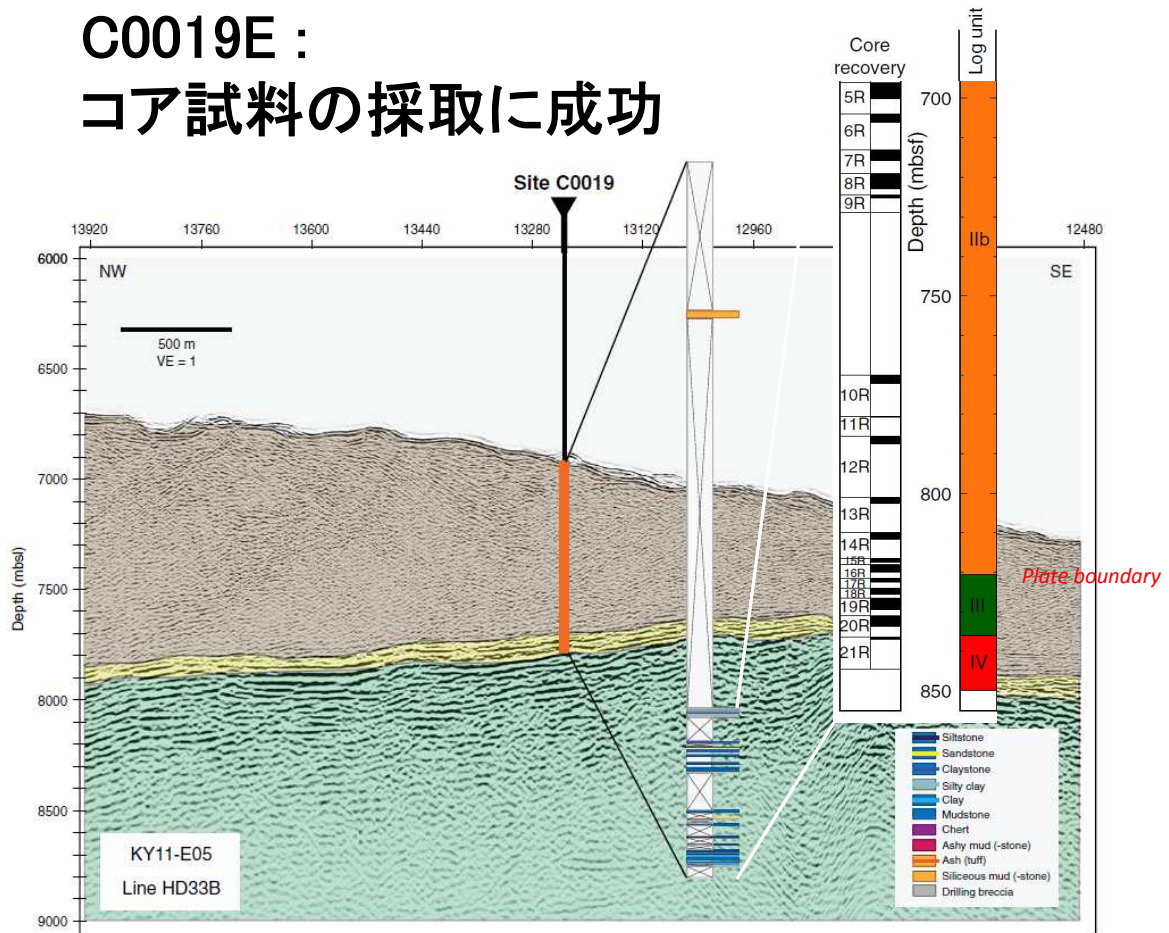 C0019E :
コア試料の採取に成功
Site C0019
13920 13760 13600 13440 13280 13120 12960 12480
NW
SE
500 m
VE = 1
Depth (mbsl)
6000
6500
7000
7500
8000
8500
9000
KY11-E05
Line HD33B
Core
recovery
5R
6R
7R
8R
9R
10R
11R
12R
13R
14R
15R
16R
17R
18R
19R
20R
21R
Depth (mbsf)
700
750
800
850
Log unit
IIb
III
IV
Plate boundary
Siltstone
Sandstone
Claystone
Silty clay
Clay
Mudstone
Chert
Ashy mud (-stone)
Ash (tuff)
Siliceous mud (-stone)
Drilling breccia